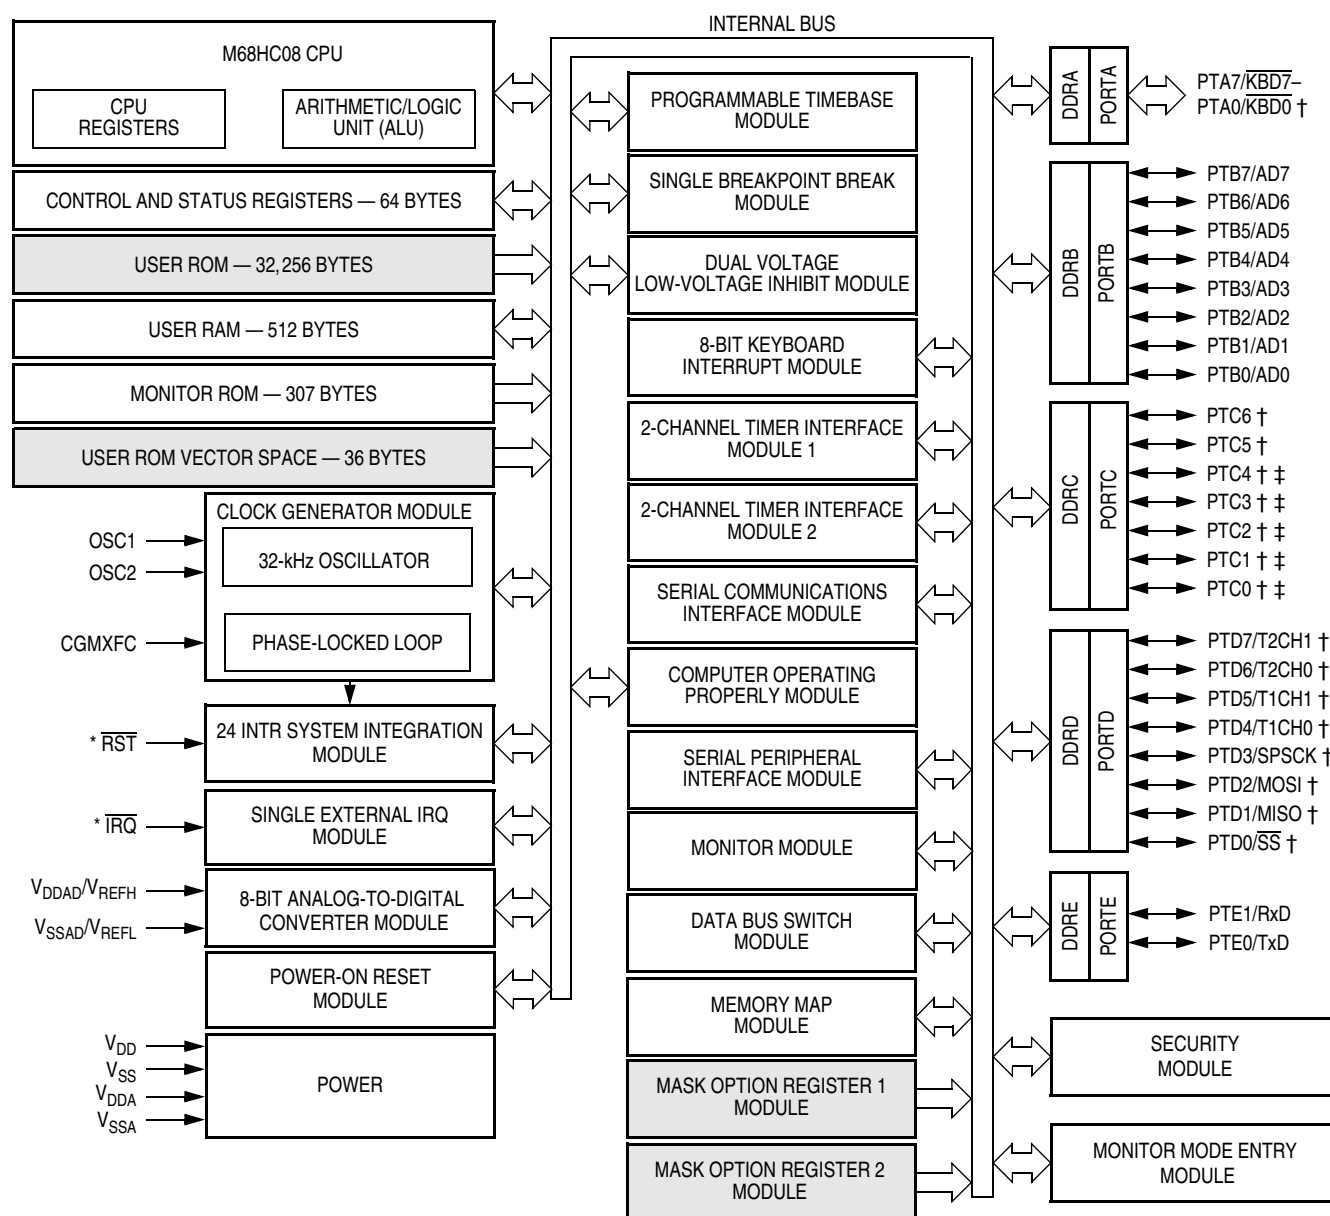 INTERNAL BUS
M68HC08 CPU
CPU
REGISTERS
ARITHMETIC/LOGIC
UNIT (ALU)
CONTROL AND STATUS REGISTERS — 64 BYTES
USER ROM — 32,256 BYTES
USER RAM — 512 BYTES
MONITOR ROM — 307 BYTES
USER ROM VECTOR SPACE — 36 BYTES
CLOCK GENERATOR MODULE
32-kHz OSCILLATOR
PHASE-LOCKED LOOP
OSC1
OSC2
CGMXFC
* R̅S̅T̅
24 INTR SYSTEM INTEGRATION
MODULE
* I̅R̅Q̅
SINGLE EXTERNAL IRQ
MODULE
VDDAD/VREFH
VSSAD/VREFL
8-BIT ANALOG-TO-DIGITAL
CONVERTER MODULE
POWER-ON RESET
MODULE
VDD
VSS
VDDA
VSSA
POWER
PROGRAMMABLE TIMEBASE
MODULE
SINGLE BREAKPOINT BREAK
MODULE
DUAL VOLTAGE
LOW-VOLTAGE INHIBIT MODULE
8-BIT KEYBOARD
INTERRUPT MODULE
2-CHANNEL TIMER INTERFACE
MODULE 1
2-CHANNEL TIMER INTERFACE
MODULE 2
SERIAL COMMUNICATIONS
INTERFACE MODULE
COMPUTER OPERATING
PROPERLY MODULE
SERIAL PERIPHERAL
INTERFACE MODULE
MONITOR MODULE
DATA BUS SWITCH
MODULE
MEMORY MAP
MODULE
MASK OPTION REGISTER 1
MODULE
MASK OPTION REGISTER 2
MODULE
DDRA
PORTA
PTA7/K̅B̅D̅7̅–
PTA0/K̅B̅D̅0̅ †
DDRB
PORTB
PTB7/AD7
PTB6/AD6
PTB5/AD5
PTB4/AD4
PTB3/AD3
PTB2/AD2
PTB1/AD1
PTB0/AD0
DDRC
PORTC
PTC6 †
PTC5 †
PTC4 † ‡
PTC3 † ‡
PTC2 † ‡
PTC1 † ‡
PTC0 † ‡
DDRD
PORTD
PTD7/T2CH1 †
PTD6/T2CH0 †
PTD5/T1CH1 †
PTD4/T1CH0 †
PTD3/SPSCK †
PTD2/MOSI †
PTD1/MISO †
PTD0/S̅S̅ †
DDRE
PORTE
PTE1/RxD
PTE0/TxD
SECURITY
MODULE
MONITOR MODE ENTRY
MODULE